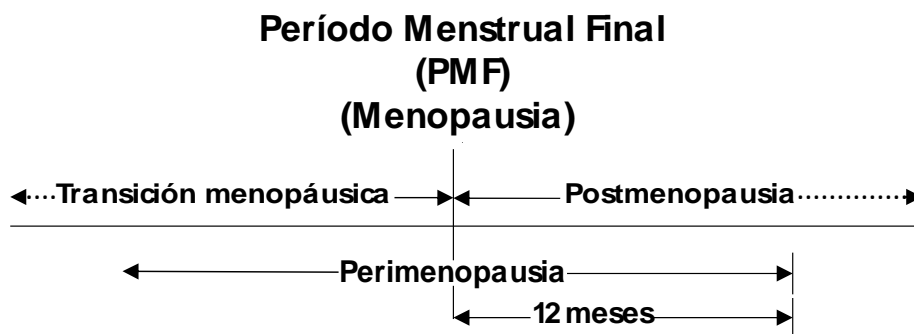 Período Menstrual Final
(PMF)
(Menopausia)
Transición menopáusica
Postmenopausia
Perimenopausia
12 meses